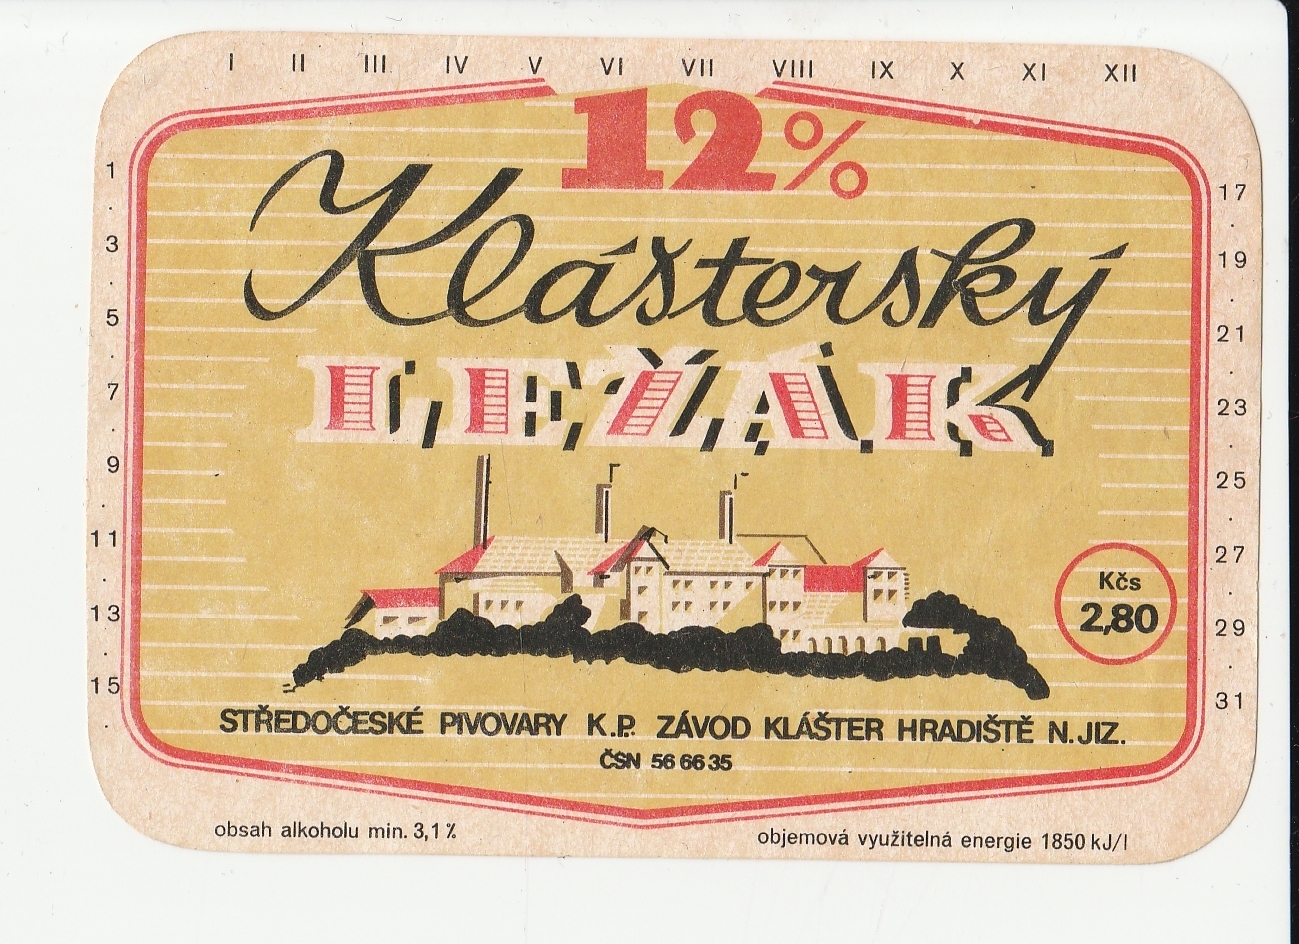 I II III IV V VI VII VIII IX X XI XII
12%
Klášterský
LEŽÁK
1
3
5
7
9
11
13
15
17
19
21
23
25
27
29
31
Kčs
2,80
STŘEDOČESKÉ PIVOVARY K.P. ZÁVOD KLÁŠTER HRADIŠTĚ N.JIZ.
ČSN 56 66 35
obsah alkoholu min. 3,1%
objemová využitelná energie 1850 kJ/l